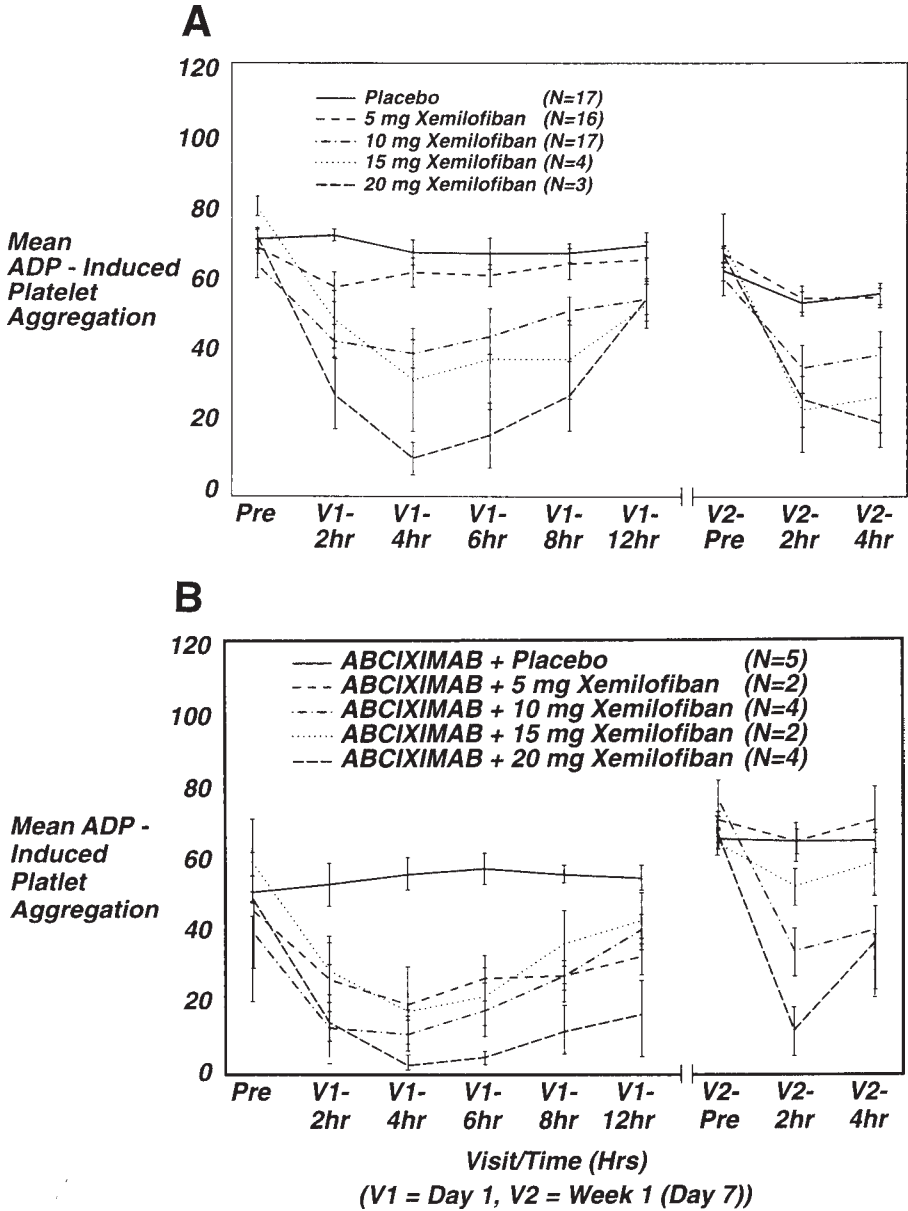 A
120
100
80
60
40
20
0
Mean
ADP - Induced
Platelet
Aggregation
Placebo (N=17)
5 mg Xemilofiban (N=16)
10 mg Xemilofiban (N=17)
15 mg Xemilofiban (N=4)
20 mg Xemilofiban (N=3)
Pre V1- V1- V1- V1- V1- V2- V2- V2-
2hr 4hr 6hr 8hr 12hr Pre 2hr 4hr
B
120
100
80
60
40
20
0
Mean ADP -
Induced
Platlet
Aggregation
ABCIXIMAB + Placebo (N=5)
ABCIXIMAB + 5 mg Xemilofiban (N=2)
ABCIXIMAB + 10 mg Xemilofiban (N=4)
ABCIXIMAB + 15 mg Xemilofiban (N=2)
ABCIXIMAB + 20 mg Xemilofiban (N=4)
Pre V1- V1- V1- V1- V1- V2- V2- V2-
2hr 4hr 6hr 8hr 12hr Pre 2hr 4hr
Visit/Time (Hrs)
(V1 = Day 1, V2 = Week 1 (Day 7))